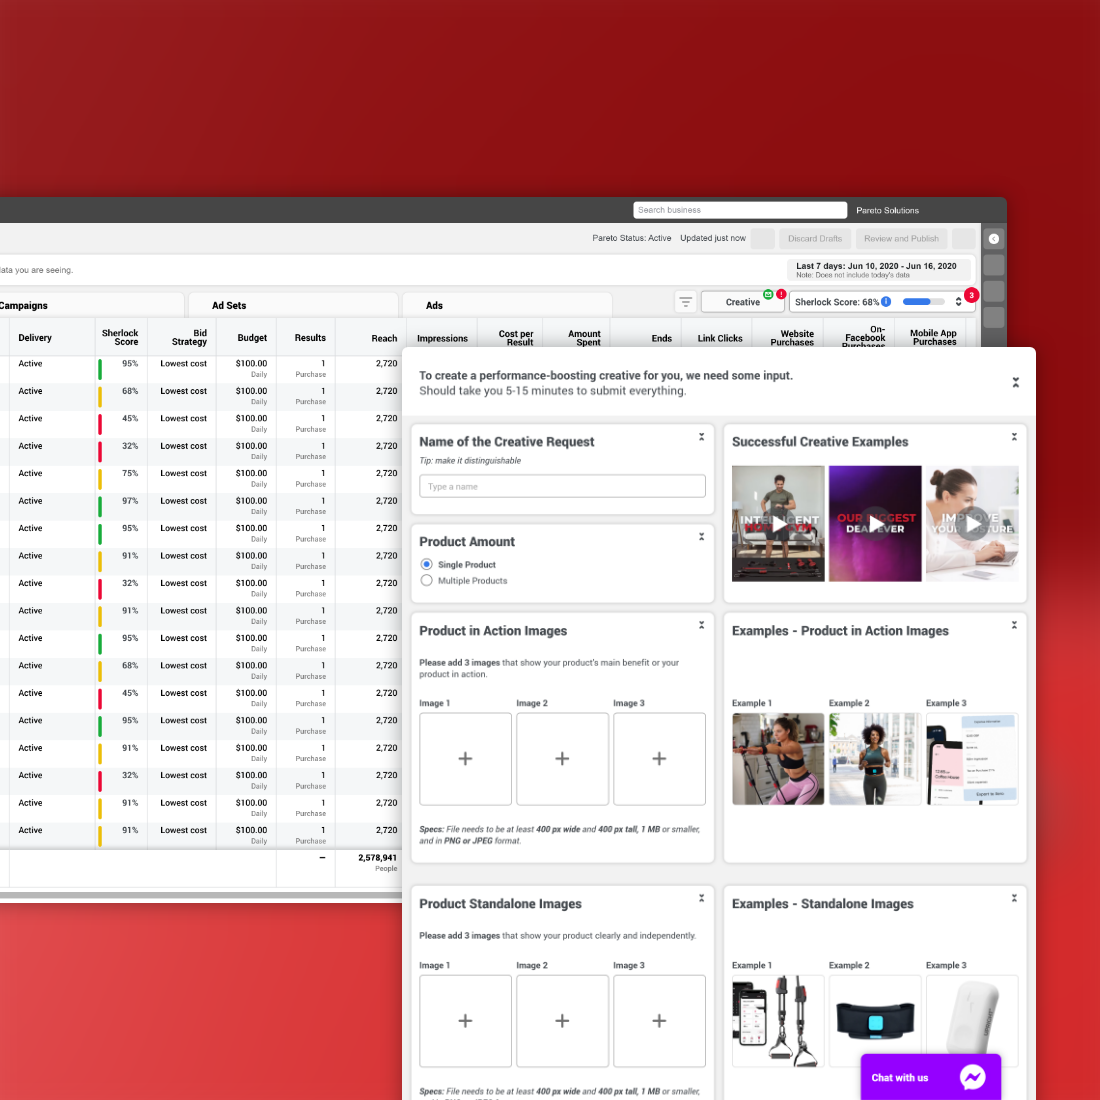 Search business
Pareto Solutions
Pareto Status: Active Updated just now Discard Drafts Review and Publish
ata you are seeing.
Last 7 days: Jun 10, 2020 - Jun 16, 2020
Note: Does not include today's data
Campaigns Ad Sets Ads
Creative ! Sherlock Score: 68% i 3
Delivery Sherlock Score Bid Strategy Budget Results Reach Impressions Cost per Result Amount Spent Ends Link Clicks Website Purchases On-Facebook Purchases Mobile App Purchases
Active 95% Lowest cost $100.00 1 2,720
Daily Purchase
Active 68% Lowest cost $100.00 1 2,720
Daily Purchase
Active 45% Lowest cost $100.00 1 2,720
Daily Purchase
Active 32% Lowest cost $100.00 1 2,720
Daily Purchase
Active 75% Lowest cost $100.00 1 2,720
Daily Purchase
Active 97% Lowest cost $100.00 1 2,720
Daily Purchase
Active 95% Lowest cost $100.00 1 2,720
Daily Purchase
Active 91% Lowest cost $100.00 1 2,720
Daily Purchase
Active 32% Lowest cost $100.00 1 2,720
Daily Purchase
Active 91% Lowest cost $100.00 1 2,720
Daily Purchase
Active 95% Lowest cost $100.00 1 2,720
Daily Purchase
Active 68% Lowest cost $100.00 1 2,720
Daily Purchase
Active 45% Lowest cost $100.00 1 2,720
Daily Purchase
Active 95% Lowest cost $100.00 1 2,720
Daily Purchase
Active 91% Lowest cost $100.00 1 2,720
Daily Purchase
Active 32% Lowest cost $100.00 1 2,720
Daily Purchase
Active 91% Lowest cost $100.00 1 2,720
Daily Purchase
Active 91% Lowest cost $100.00 1 2,720
Daily Purchase
– 2,578,941
People
To create a performance-boosting creative for you, we need some input.
Should take you 5-15 minutes to submit everything.
Name of the Creative Request
Tip: make it distinguishable
Type a name
Product Amount
Single Product
Multiple Products
Successful Creative Examples
INTELLIGENT
OUR BIGGEST
DEAL EVER
IMPROVE
YOUR POSTURE
Product in Action Images
Please add 3 images that show your product's main benefit or your
product in action.
Image 1 Image 2 Image 3
+ + +
Specs: File needs to be at least 400 px wide and 400 px tall, 1 MB or smaller,
and in PNG or JPEG format.
Examples - Product in Action Images
Example 1 Example 2 Example 3
Product Standalone Images
Please add 3 images that show your product clearly and independently.
Image 1 Image 2 Image 3
+ + +
Specs: File needs to be at least 400 px wide and 400 px tall, 1 MB or smaller,
Examples - Standalone Images
Example 1 Example 2 Example 3
Chat with us